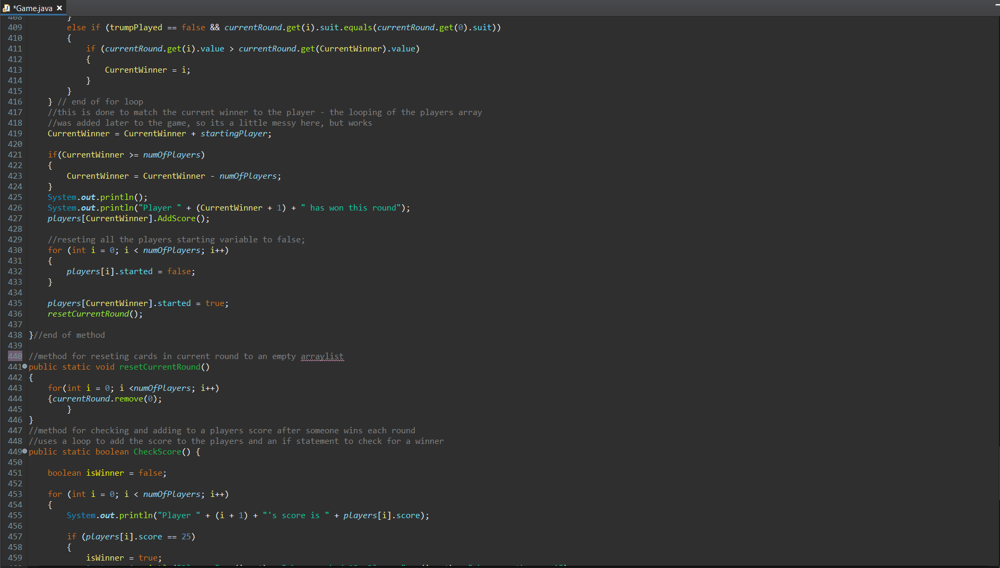 *Game.java
408 }
409 else if (trumpPlayed == false && currentRound.get(i).suit.equals(currentRound.get(0).suit))
410 {
411 if (currentRound.get(i).value > currentRound.get(CurrentWinner).value)
412 {
413 CurrentWinner = i;
414 }
415 }
416 } // end of for loop
417 //this is done to match the current winner to the player - the looping of the players array
418 //was added later to the game, so its a little messy here, but works
419 CurrentWinner = CurrentWinner + startingPlayer;
420
421 if(CurrentWinner >= numOfPlayers)
422 {
423 CurrentWinner = CurrentWinner - numOfPlayers;
424 }
425 System.out.println();
426 System.out.println("Player " + (CurrentWinner + 1) + " has won this round");
427 players[CurrentWinner].AddScore();
428
429 //reseting all the players starting variable to false;
430 for (int i = 0; i < numOfPlayers; i++)
431 {
432 players[i].started = false;
433 }
434
435 players[CurrentWinner].started = true;
436 resetCurrentRound();
437
438 }//end of method
439
440 //method for reseting cards in current round to an empty arraylist
441 public static void resetCurrentRound()
442 {
443 for(int i = 0; i <numOfPlayers; i++)
444 {currentRound.remove(0);
445 }
446 }
447 //method for checking and adding to a players score after someone wins each round
448 //uses a loop to add the score to the players and an if statement to check for a winner
449 public static boolean CheckScore() {
450
451 boolean isWinner = false;
452
453 for (int i = 0; i < numOfPlayers; i++)
454 {
455 System.out.println("Player " + (i + 1) + "'s score is " + players[i].score);
456
457 if (players[i].score == 25)
458 {
459 isWinner = true;